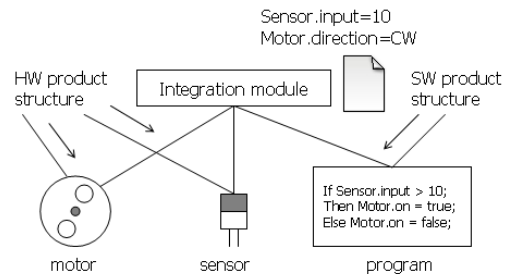 Sensor.input=10
Motor.direction=CW
HW product
structure
Integration module
SW product
structure
If Sensor.input > 10;
Then Motor.on = true;
Else Motor.on = false;
motor
sensor
program